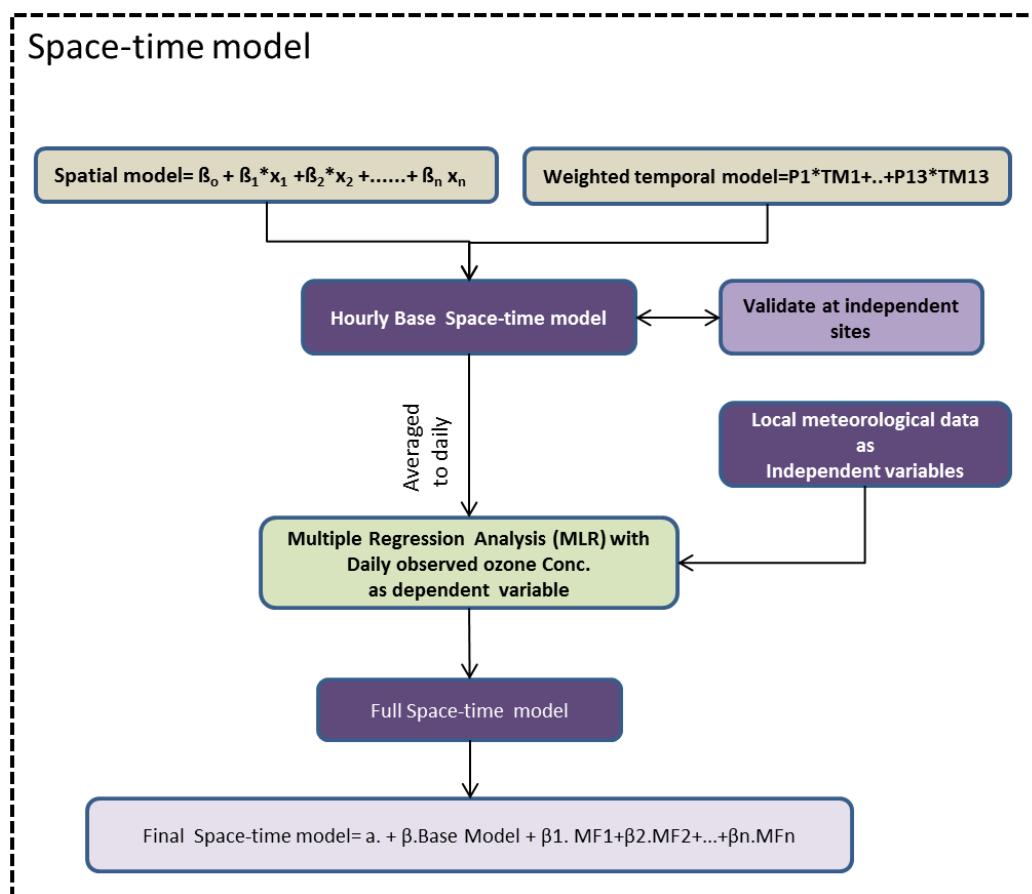 Space-time model
Spatial model= ßₒ + ß₁*x₁ +ß₂*x₂ +......+ ßₙ xₙ
Weighted temporal model=P1*TM1+..+P13*TM13
Hourly Base Space-time model
Validate at independent
sites
Averaged
to daily
Local meteorological data
as
Independent variables
Multiple Regression Analysis (MLR) with
Daily observed ozone Conc.
as dependent variable
Full Space-time model
Final Space-time model= a. + β.Base Model + β1. MF1+β2.MF2+...+βn.MFn